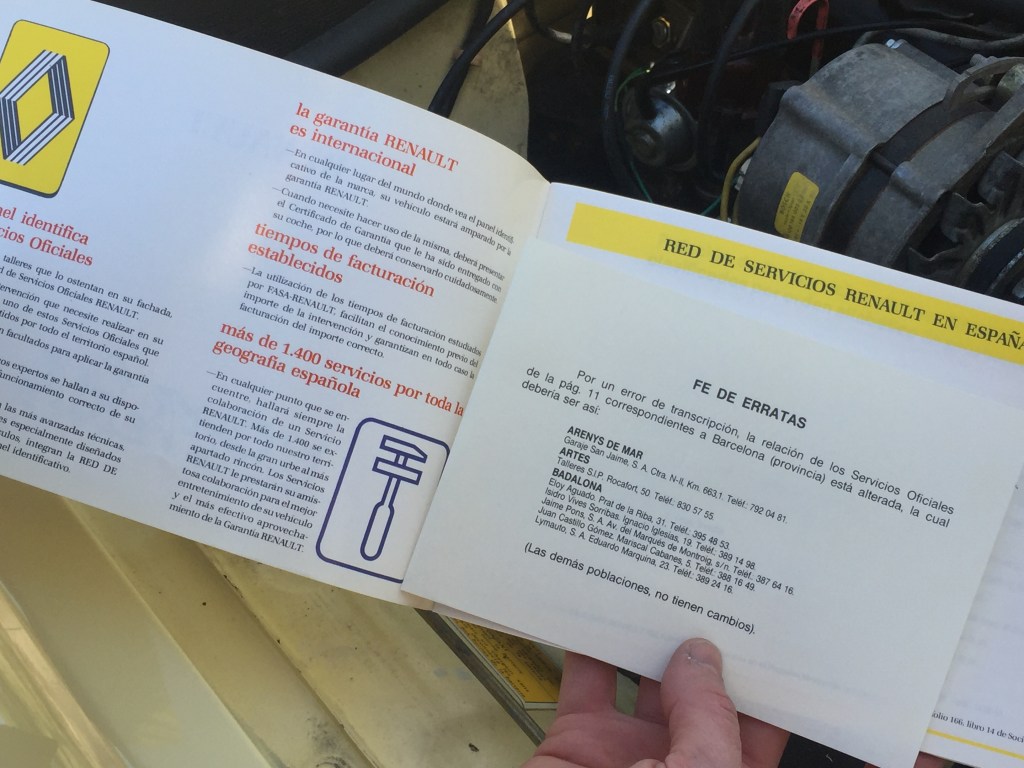 nel identifica
cios Oficiales
talleres que lo ostentan en su fachada,
d de Servicios Oficiales RENAULT.
ervención que necesite realizar en su
uno de estos Servicios Oficiales que
tidos por todo el territorio español.
n facultados para aplicar la garantía
ros expertos se hallan a su dispo-
uncionamiento correcto de su
n las más avanzadas técnicas.
es especialmente diseñados
culos, integran la RED DE
nel identificativo.
la garantía RENAULT
es internacional
—En cualquier lugar del mundo donde vea el panel identifi-
cativo de la marca, su vehículo estará amparado por la
garantía RENAULT.
—Cuando necesite hacer uso de la misma, deberá presentar
el Certificado de Garantía que le ha sido entregado con
su coche, por lo que deberá conservarlo cuidadosamente.
tiempos de facturación
establecidos
—La utilización de los tiempos de facturación estudiados
por FASA-RENAULT, facilitan el conocimiento previo del
importe de la intervención y garantizan en todo caso la
facturación del importe correcto.
más de 1.400 servicios por toda la
geografía española
—En cualquier punto que se en-
cuentre, hallará siempre la
colaboración de un Servicio
RENAULT. Más de 1.400 se ex-
tienden por todo nuestro terri-
torio, desde la gran urbe al más
apartado rincón. Los Servicios
RENAULT le prestarán su amis-
tosa colaboración para el mejor
entretenimiento de su vehículo
y el más efectivo aprovecha-
miento de la Garantía RENAULT.
RED DE SERVICIOS RENAULT EN ESPAÑA
FE DE ERRATAS
Por un error de transcripción, la relación de los Servicios Oficiales
de la pág. 11 correspondientes a Barcelona (provincia) está alterada, la cual
debería ser así:
ARENYS DE MAR
Garaje San Jaime, S. A. Ctra. N-II, Km. 663,1. Teléf.: 792 04 81.
ARTES
Talleres S.I.P. Rocafort, 50. Teléf.: 830 57 55.
BADALONA
Eloy Aguado. Prat de la Riba, 31. Teléf.: 395 48 53.
Isidro Vives Sorribas. Ignacio Iglesias, 19. Teléf.: 389 14 98.
Jaime Pons, S. A. Av. del Marqués de Montroig, s/n. Teléf.: 387 64 16.
Juan Castillo Gómez. Mariscal Cabanes, 5. Teléf.: 388 16 49.
Lymauto, S. A. Eduardo Marquina, 23. Teléf.: 389 24 16.
(Las demás poblaciones, no tienen cambios).
folio 166, libro 14 de Soci